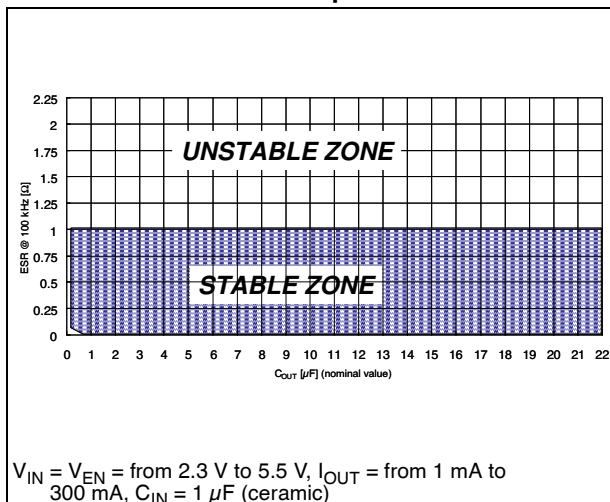 2.25
2
1.75
1.5
1.25
1
0.75
0.5
0.25
0
ESR @ 100 kHz [Ω]
UNSTABLE ZONE
STABLE ZONE
0 1 2 3 4 5 6 7 8 9 10 11 12 13 14 15 16 17 18 19 20 21 22
COUT [µF] (nominal value)
VIN = VEN = from 2.3 V to 5.5 V, IOUT = from 1 mA to
300 mA, CIN = 1 µF (ceramic)